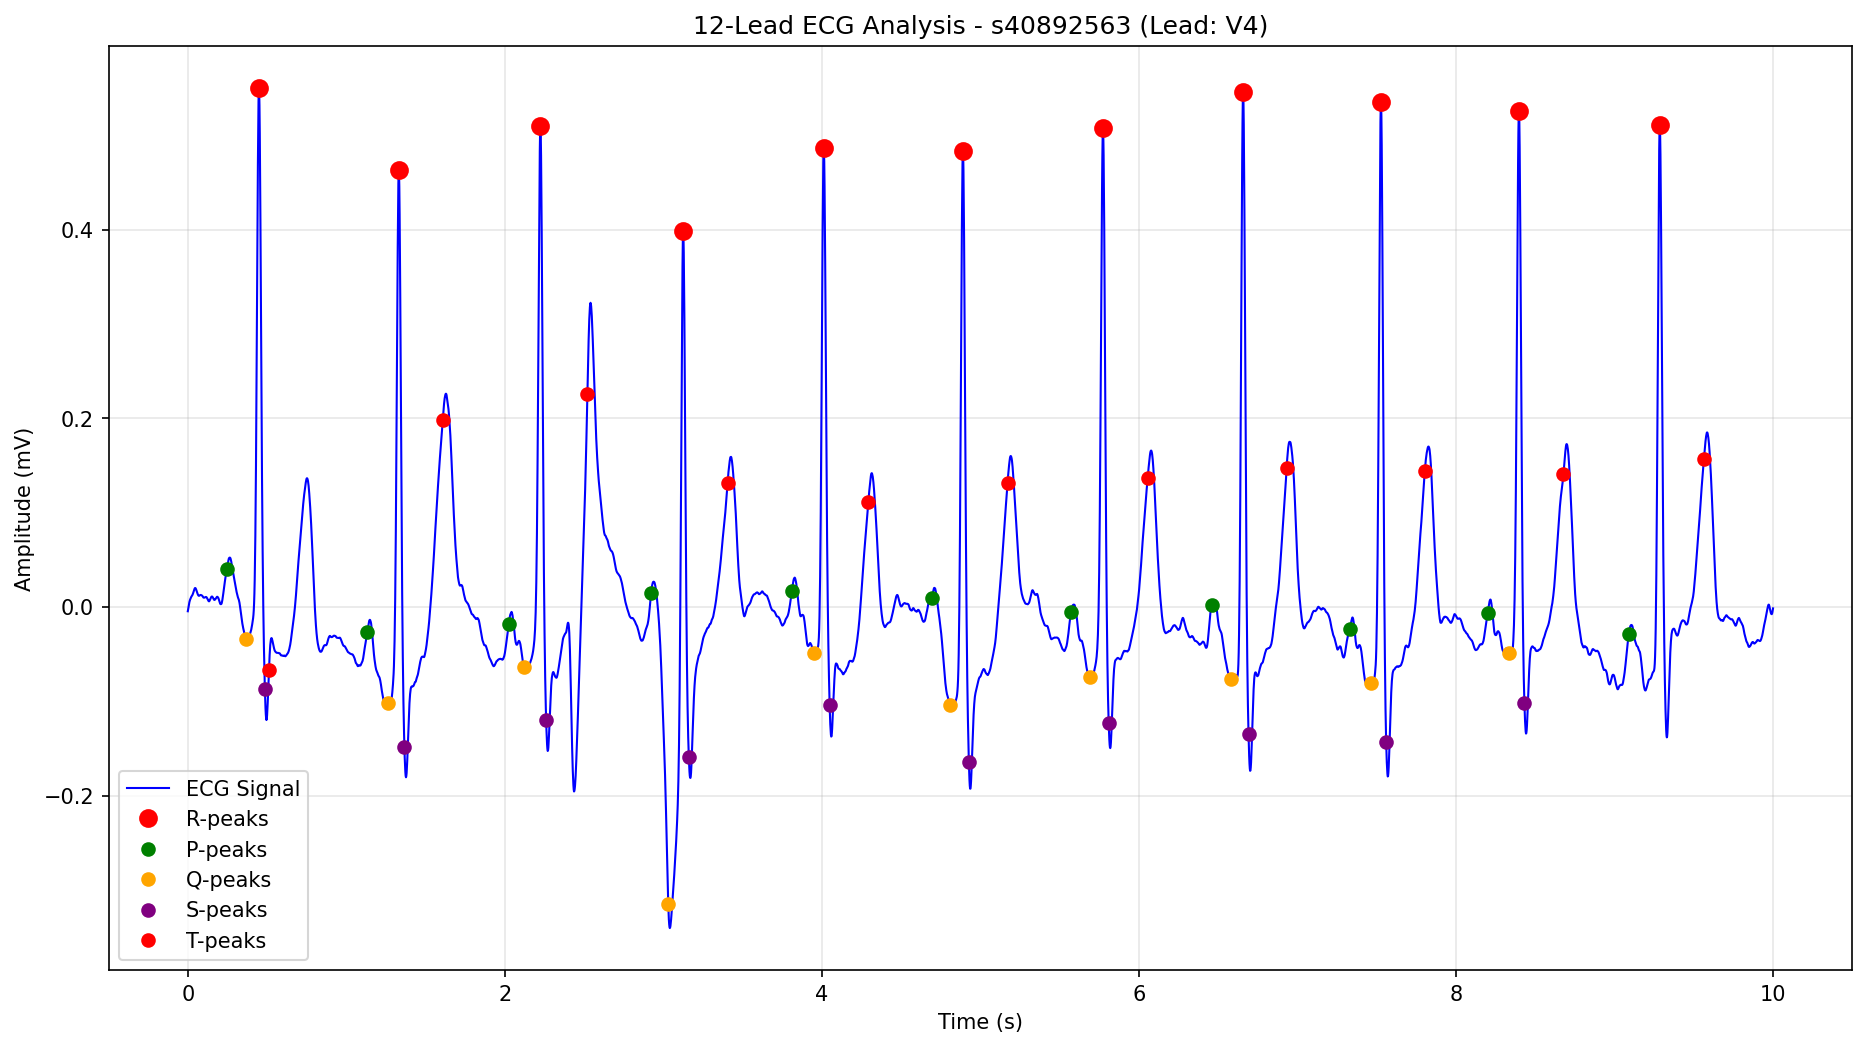 12-Lead ECG Analysis - s40892563 (Lead: V4)
Amplitude (mV)
0.4
0.2
0.0
−0.2
ECG Signal
R-peaks
P-peaks
Q-peaks
S-peaks
T-peaks
0 2 4 6 8 10
Time (s)